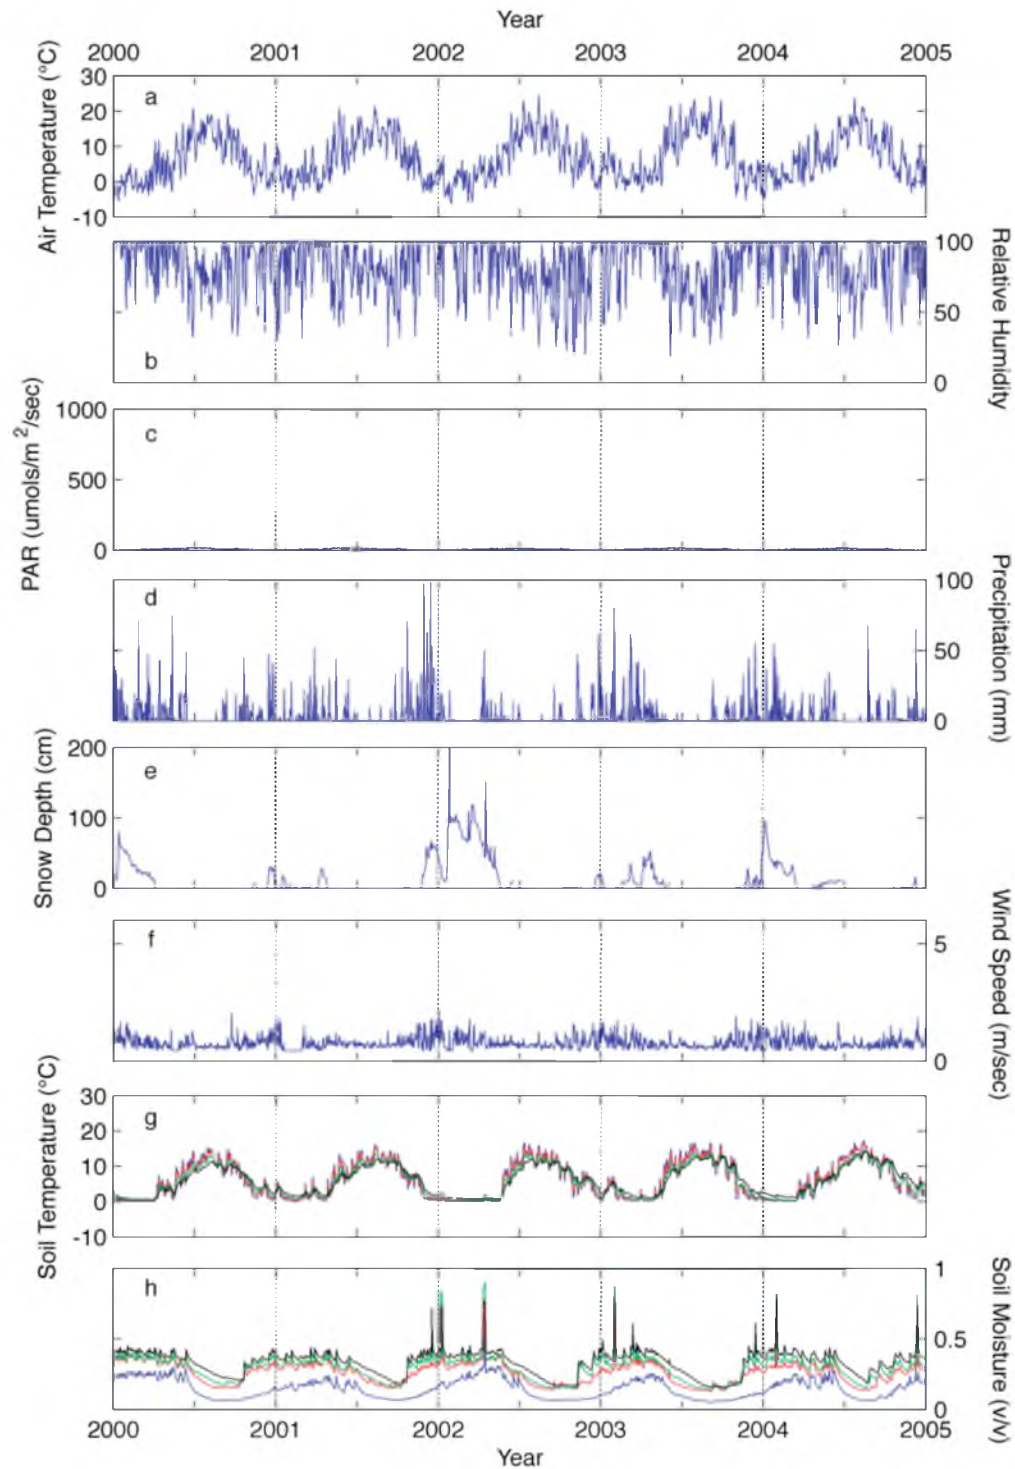 Year
2000 2001 2002 2003 2004 2005
Air Temperature (°C)
30
20
10
0
-10
a
Relative Humidity
100
50
0
b
PAR (umols/m²/sec)
1000
500
0
c
Precipitation (mm)
100
50
0
d
Snow Depth (cm)
200
100
0
e
Wind Speed (m/sec)
5
0
f
Soil Temperature (°C)
30
20
10
0
-10
g
Soil Moisture (v/v)
1
0.5
0
h
2000 2001 2002 2003 2004 2005
Year